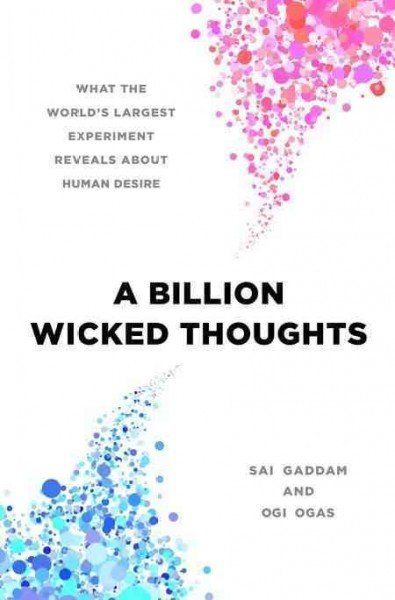 WHAT THE
WORLD'S LARGEST
EXPERIMENT
REVEALS ABOUT
HUMAN DESIRE
A BILLION
WICKED THOUGHTS
SAI GADDAM
AND
OGI OGAS